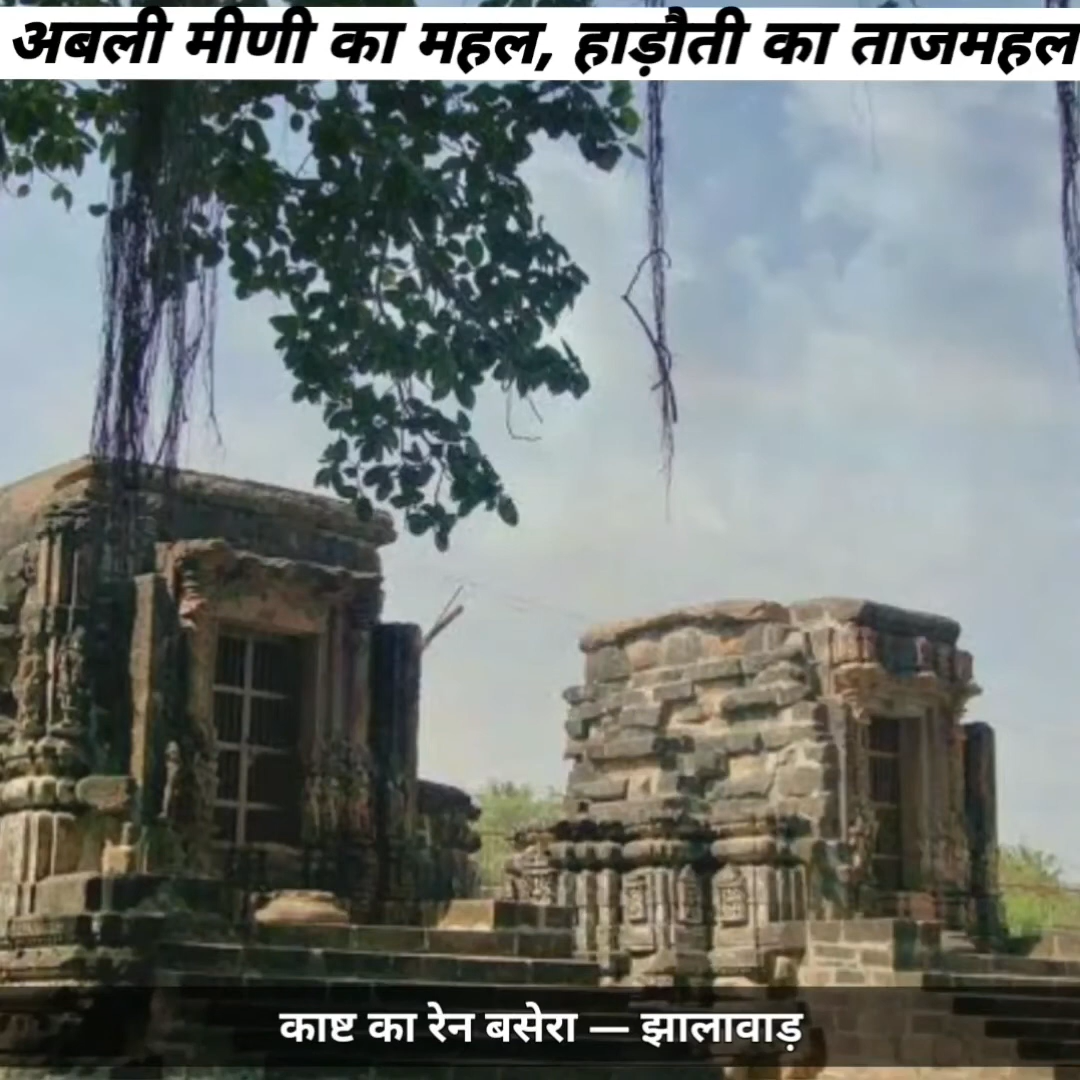 अबली मीणी का महल, हाड़ौती का ताजमहल
काष्ट का रेन बसेरा — झालावाड़